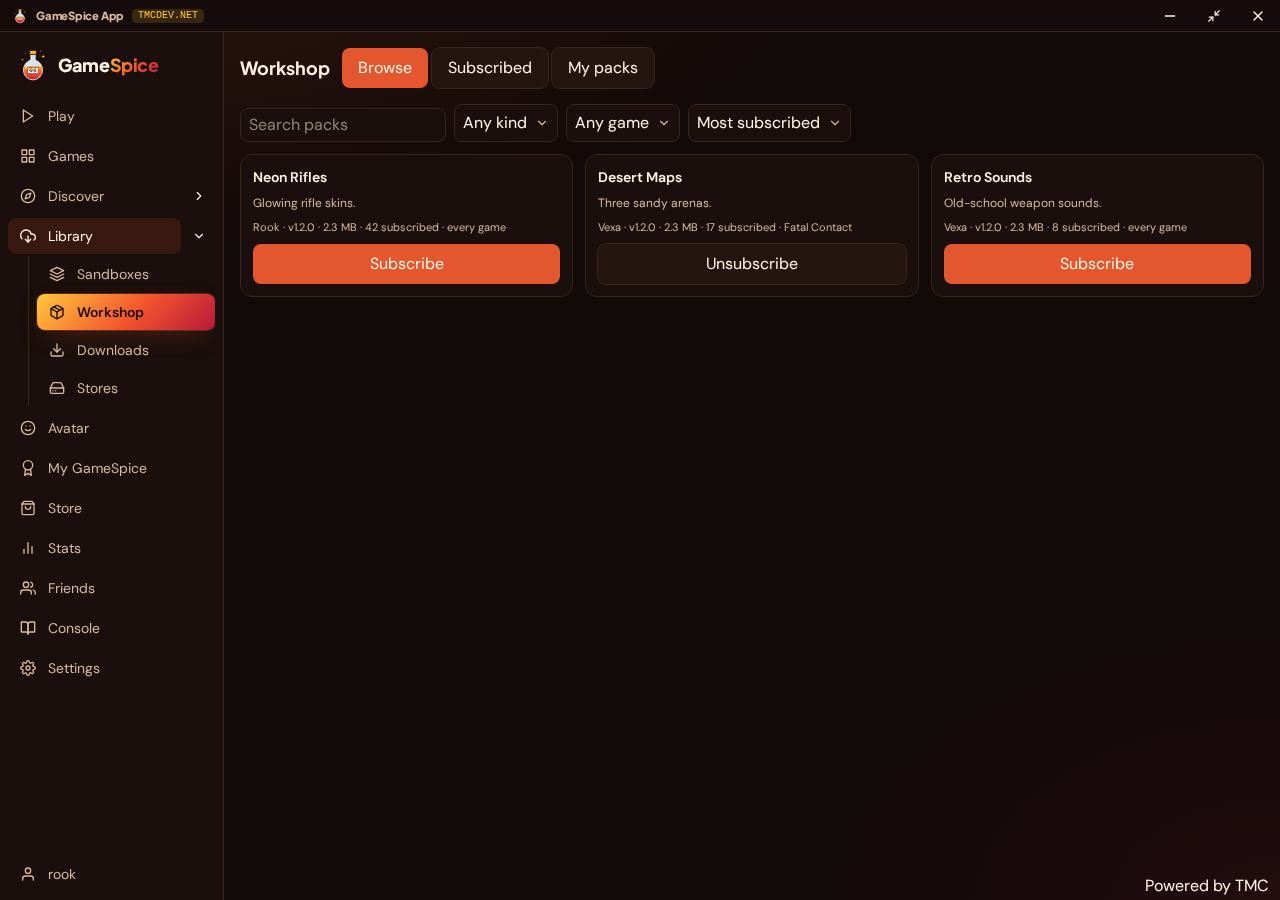 GameSpice App TMCDEV.NET
GameSpice
Play
Games
Discover
Library
Sandboxes
Workshop
Downloads
Stores
Avatar
My GameSpice
Store
Stats
Friends
Console
Settings
rook
Workshop Browse Subscribed My packs
Search packs Any kind Any game Most subscribed
Neon Rifles
Glowing rifle skins.
Rook · v1.2.0 · 2.3 MB · 42 subscribed · every game
Subscribe
Desert Maps
Three sandy arenas.
Vexa · v1.2.0 · 2.3 MB · 17 subscribed · Fatal Contact
Unsubscribe
Retro Sounds
Old-school weapon sounds.
Vexa · v1.2.0 · 2.3 MB · 8 subscribed · every game
Subscribe
Powered by TMC